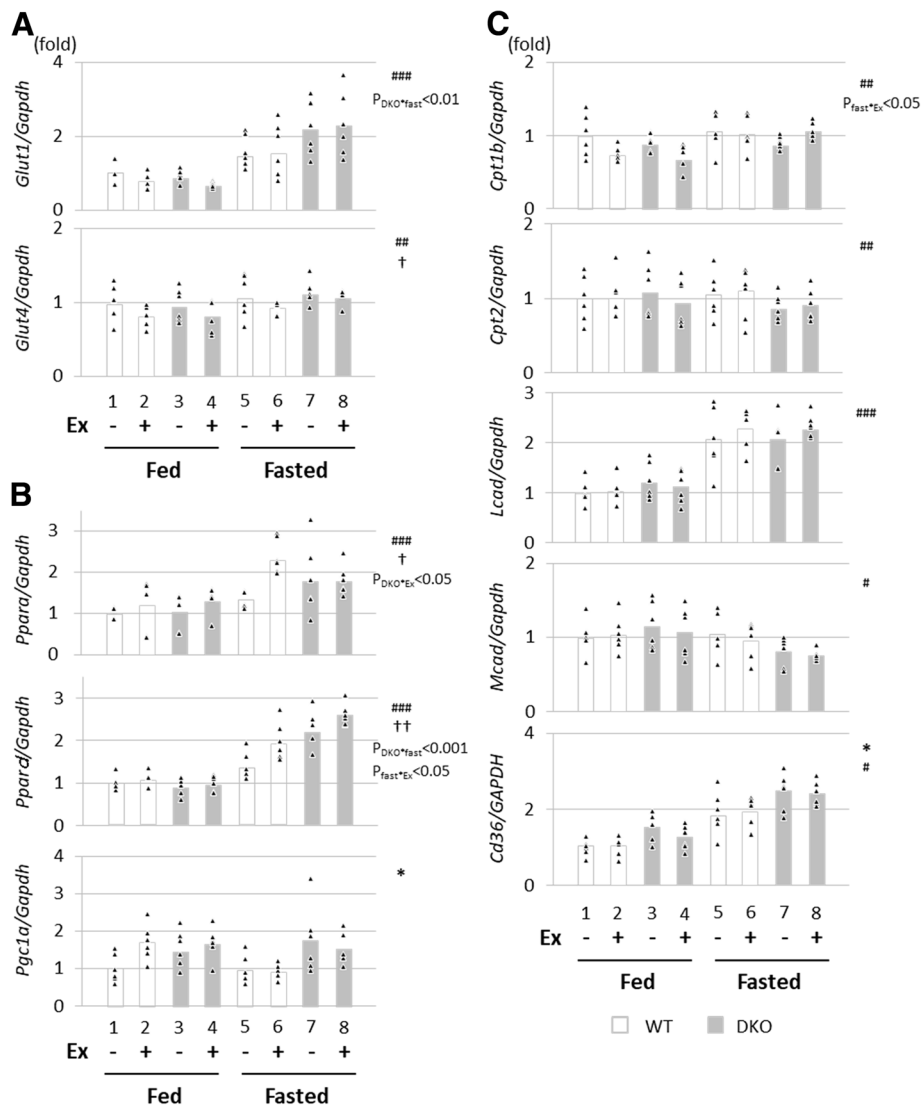 A
(fold)
Glut1/Gapdh
4
2
0
###
P_DKO*fast<0.01
Glut4/Gapdh
2
1
0
##
†
1 2 3 4 5 6 7 8
Ex - + - + - + - +
Fed Fasted
B
Ppara/Gapdh
3
2
1
0
###
†
P_DKO*Ex<0.05
Ppard/Gapdh
3
2
1
0
###
††
P_DKO*fast<0.001
P_fast*Ex<0.05
Pgc1a/Gapdh
4
3
2
1
0
*
1 2 3 4 5 6 7 8
Ex - + - + - + - +
Fed Fasted
C
(fold)
Cpt1b/Gapdh
2
1
0
##
P_fast*Ex<0.05
Cpt2/Gapdh
2
1
0
##
Lcad/Gapdh
3
2
1
0
###
Mcad/Gapdh
2
1
0
#
Cd36/GAPDH
4
2
0
*
#
1 2 3 4 5 6 7 8
Ex - + - + - + - +
Fed Fasted
WT DKO